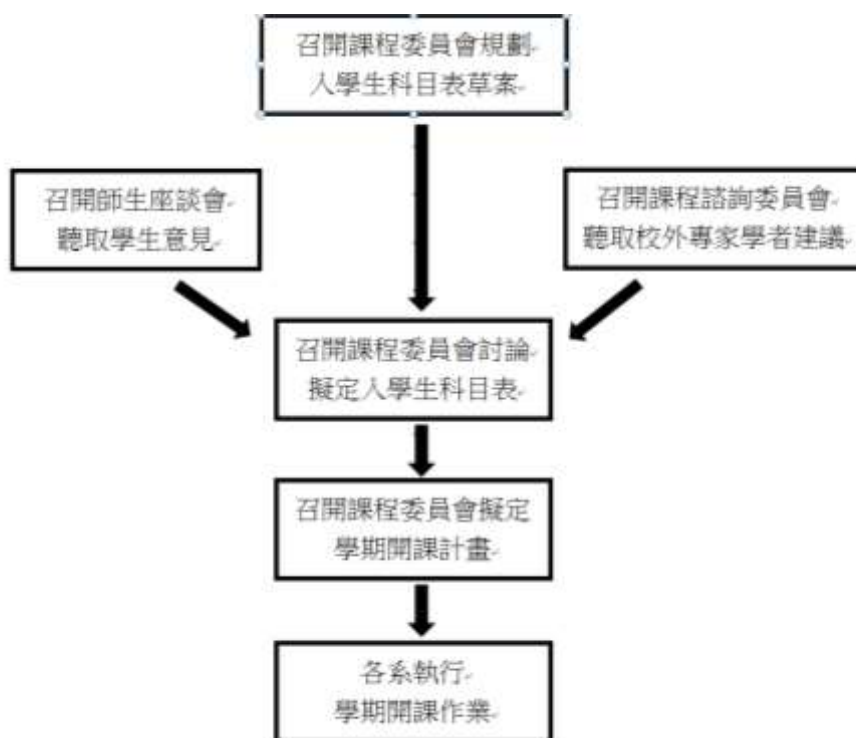 召開課程委員會規劃
入學生科目表草案
召開師生座談會
聽取學生意見
召開課程諮詢委員會
聽取校外專家學者建議
召開課程委員會討論
擬定入學生科目表
召開課程委員會擬定
學期開課計畫
各系執行
學期開課作業